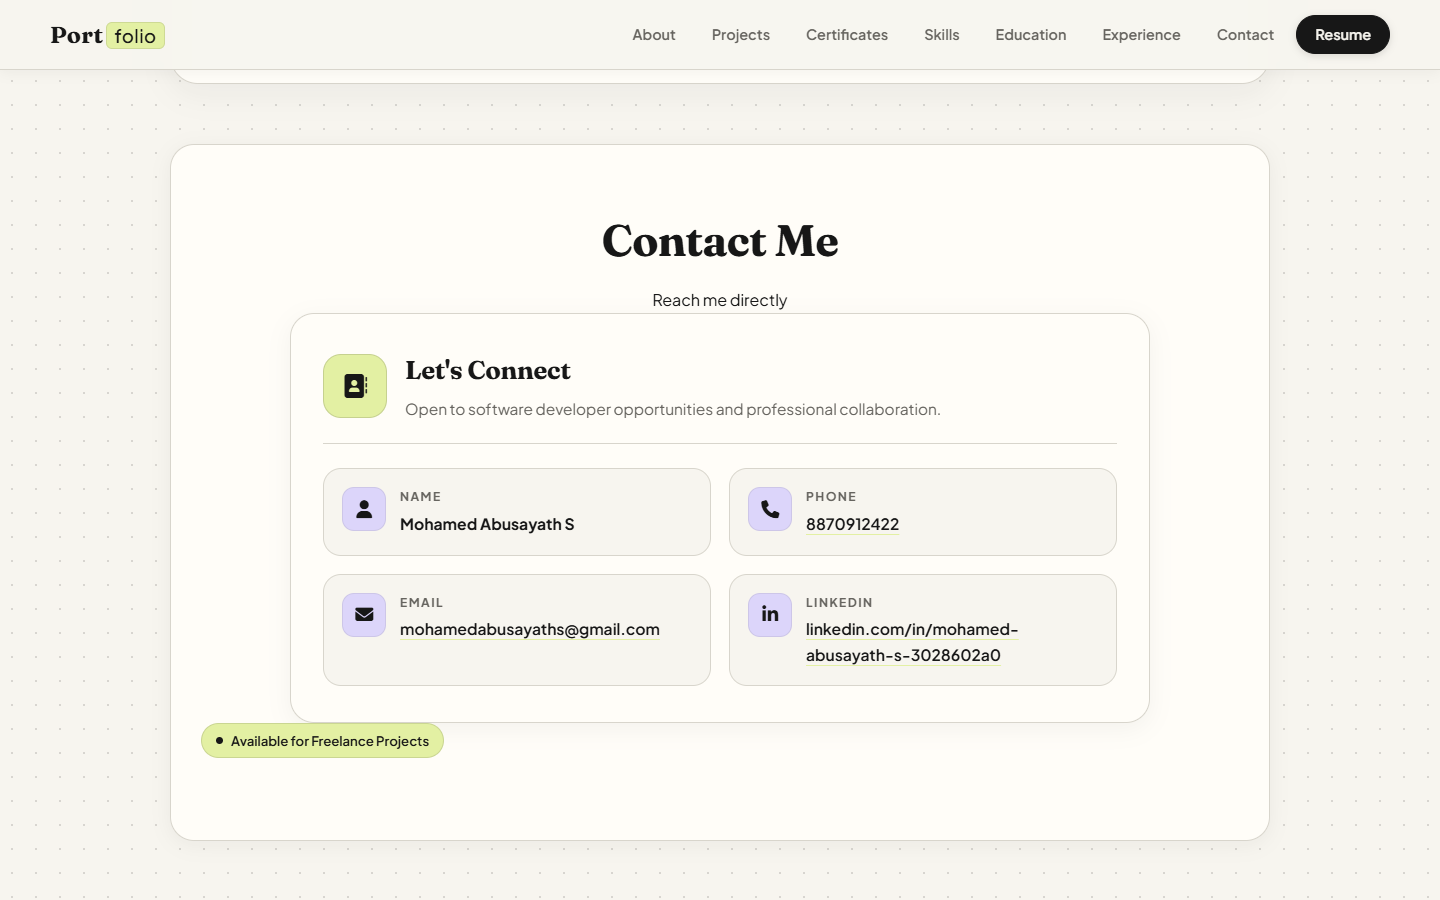 Port folio
About Projects Certificates Skills Education Experience Contact Resume
Contact Me
Reach me directly
Let's Connect
Open to software developer opportunities and professional collaboration.
NAME
Mohamed Abusayath S
PHONE
8870912422
EMAIL
mohamedabusayaths@gmail.com
LINKEDIN
linkedin.com/in/mohamed-
abusayath-s-3028602a0
Available for Freelance Projects